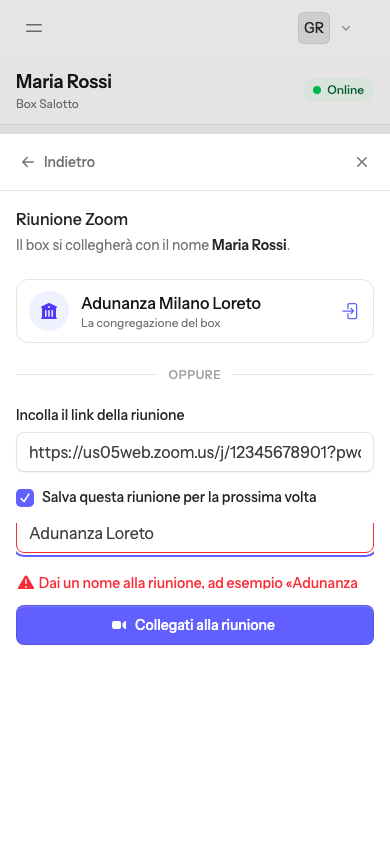 GR
Maria Rossi
Box Salotto
Online
Indietro
Riunione Zoom
Il box si collegherà con il nome Maria Rossi.
Adunanza Milano Loreto
La congregazione del box
OPPURE
Incolla il link della riunione
https://us05web.zoom.us/j/12345678901?pwd
Salva questa riunione per la prossima volta
Adunanza Loreto
Dai un nome alla riunione, ad esempio «Adunanza
Collegati alla riunione